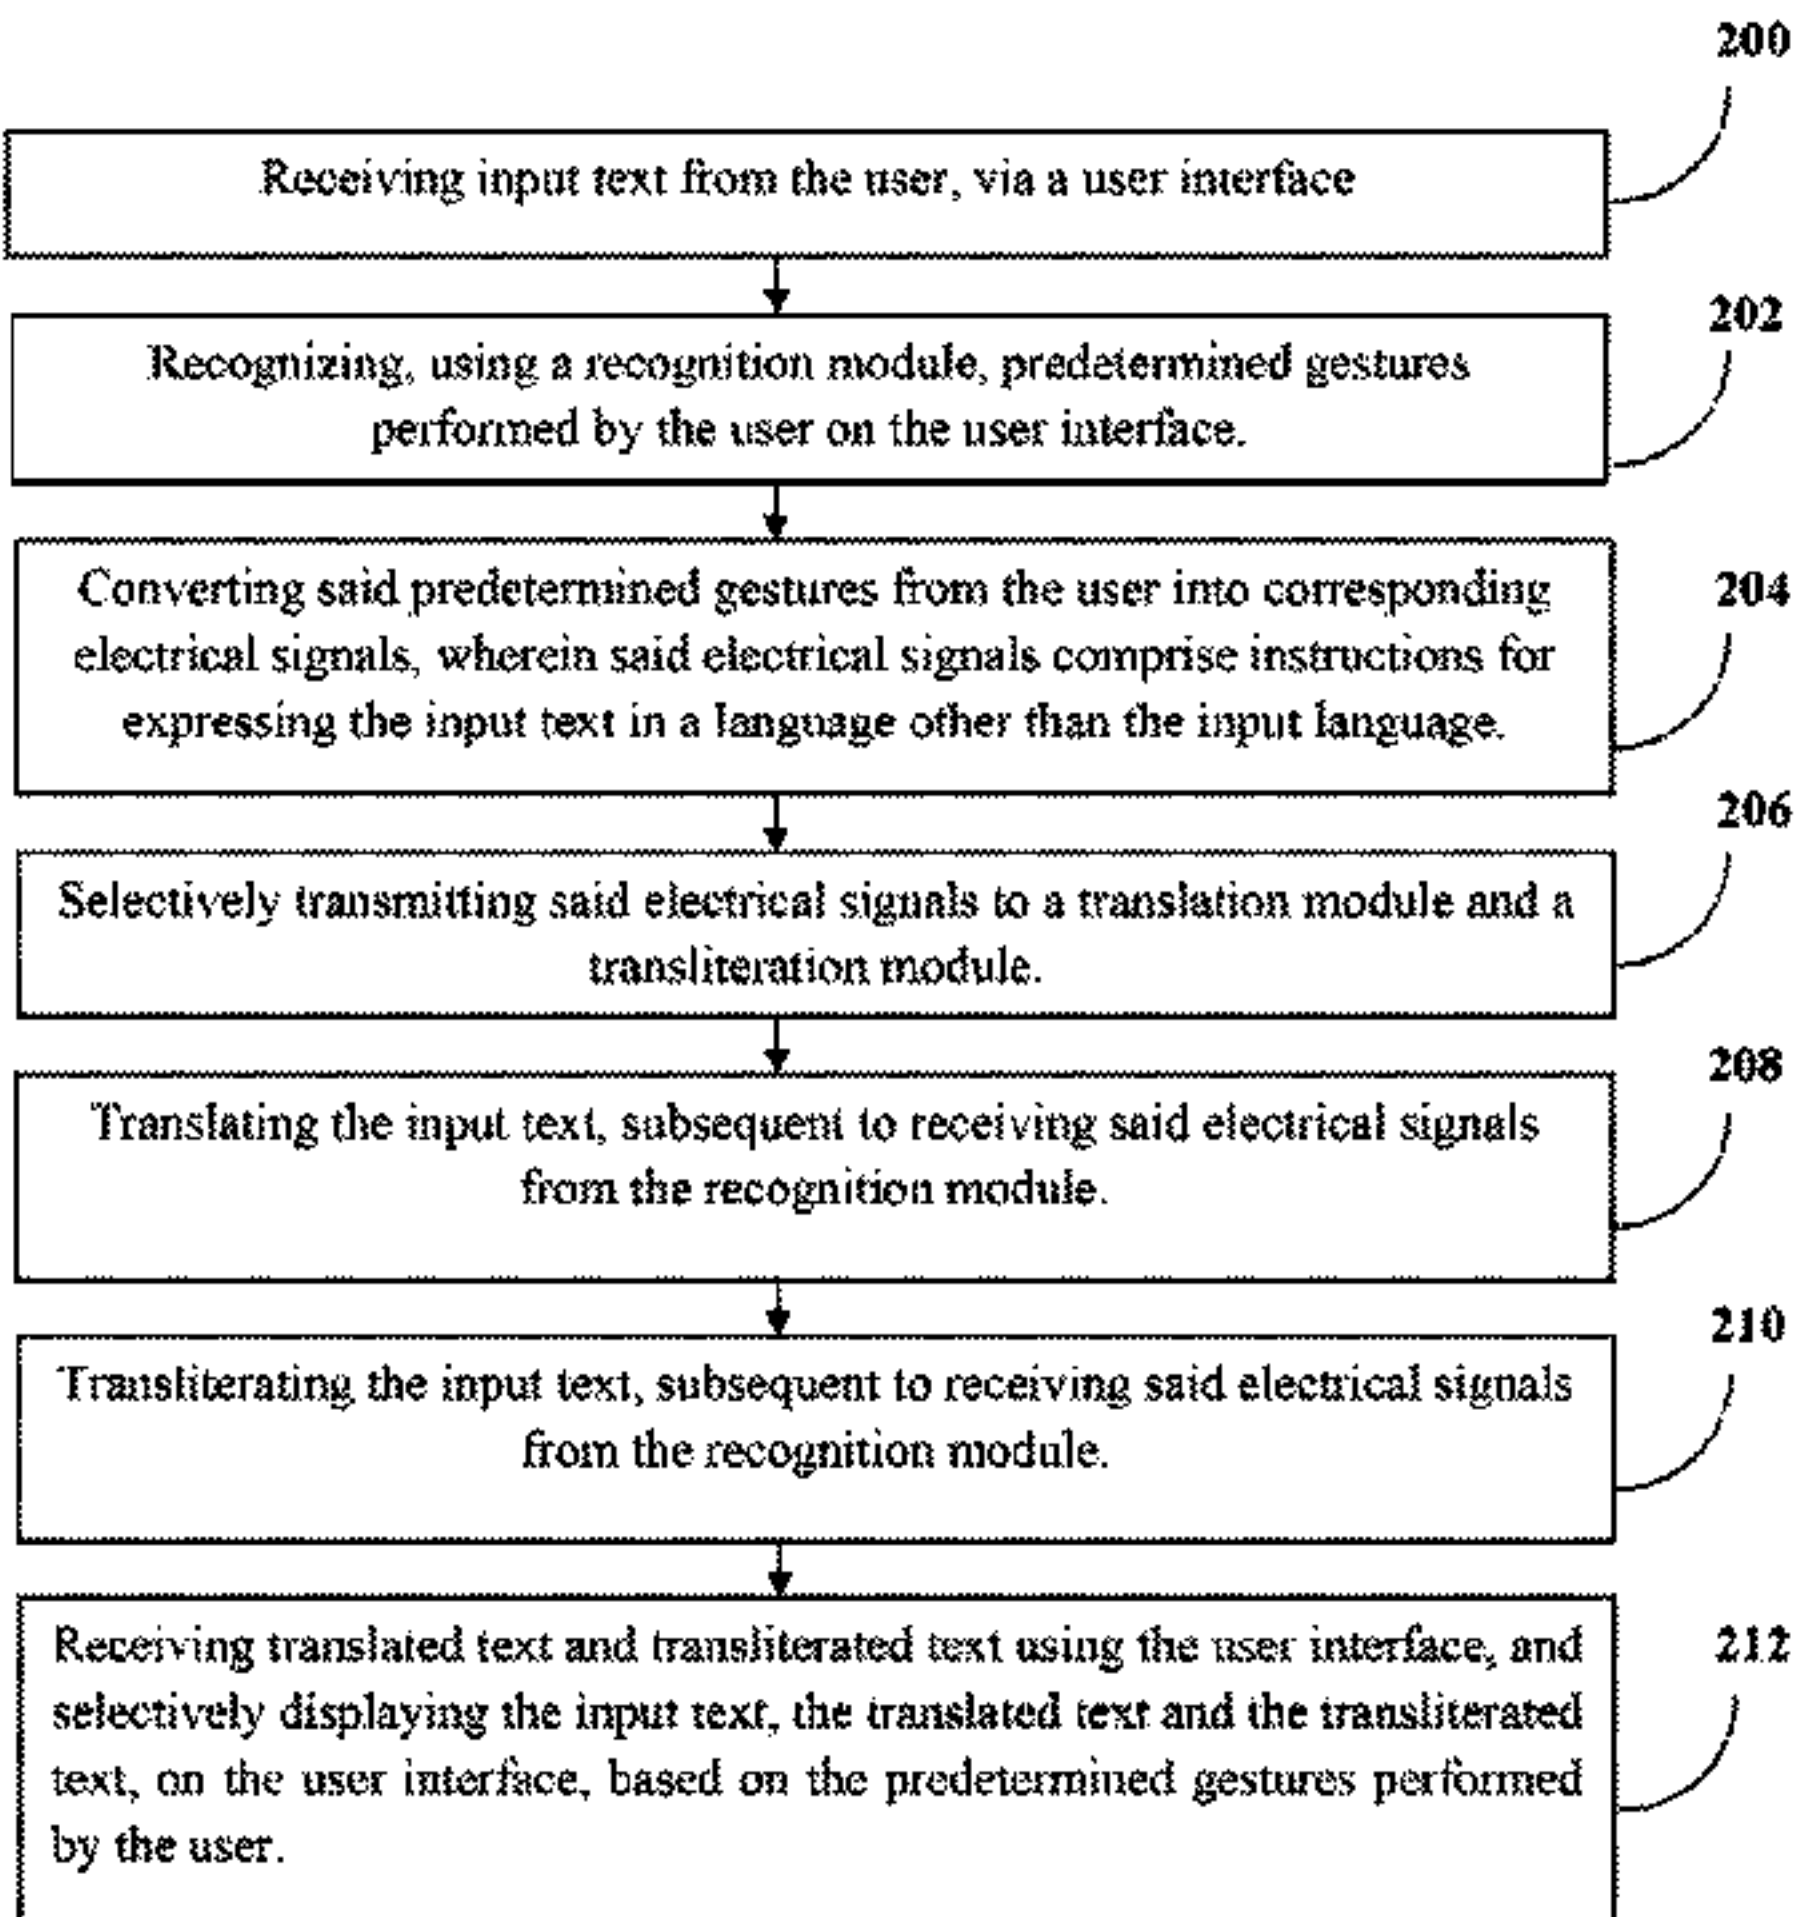 200
Receiving input text from the user, via a user interface
202
Recognizing, using a recognition module, predetermined gestures
performed by the user on the user interface.
204
Converting said predetermined gestures from the user into corresponding
electrical signals, wherein said electrical signals comprise instructions for
expressing the input text in a language other than the input language.
206
Selectively transmitting said electrical signals to a translation module and a
transliteration module.
208
Translating the input text, subsequent to receiving said electrical signals
from the recognition module.
210
Transliterating the input text, subsequent to receiving said electrical signals
from the recognition module.
212
Receiving translated text and transliterated text using the user interface, and
selectively displaying the input text, the translated text and the transliterated
text, on the user interface, based on the predetermined gestures performed
by the user.